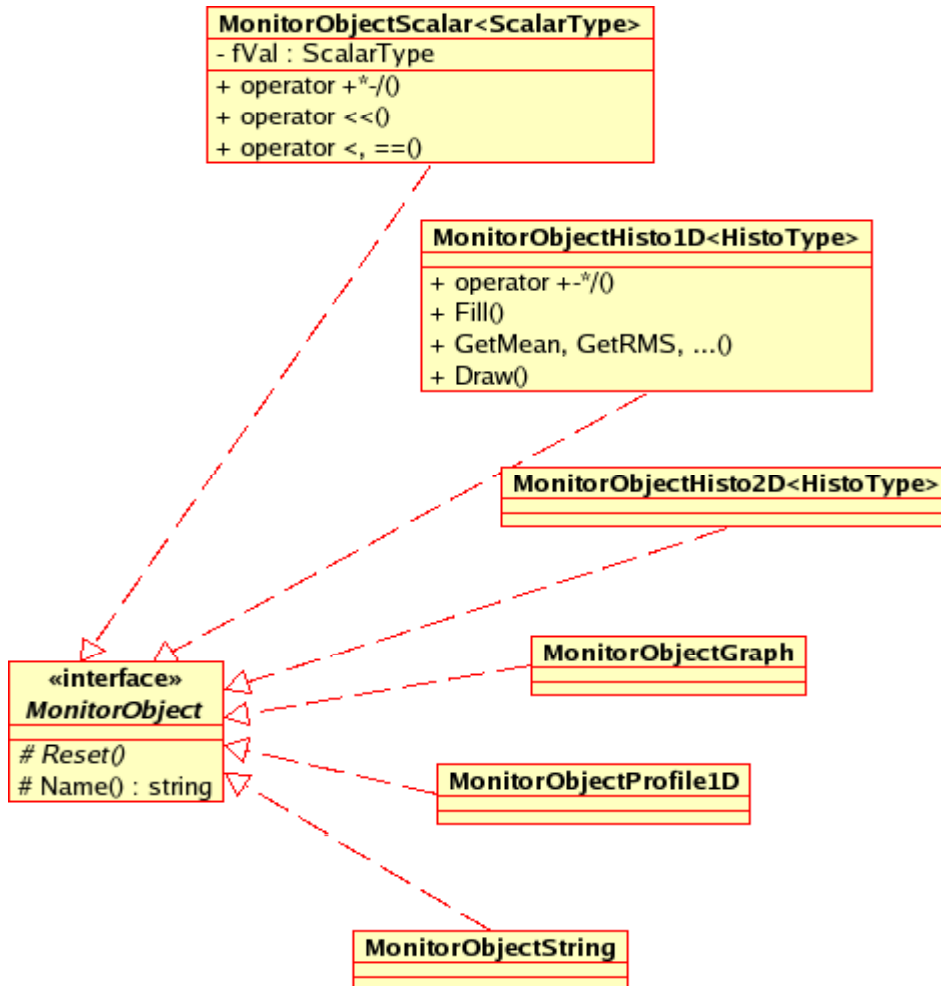 MonitorObjectScalar<ScalarType>
- fVal : ScalarType
+ operator +*-/()
+ operator <<()
+ operator <, ==()
MonitorObjectHisto1D<HistoType>
+ operator +-*/()
+ Fill()
+ GetMean, GetRMS, ...()
+ Draw()
MonitorObjectHisto2D<HistoType>
MonitorObjectGraph
«interface»
MonitorObject
# Reset()
# Name() : string
MonitorObjectProfile1D
MonitorObjectString